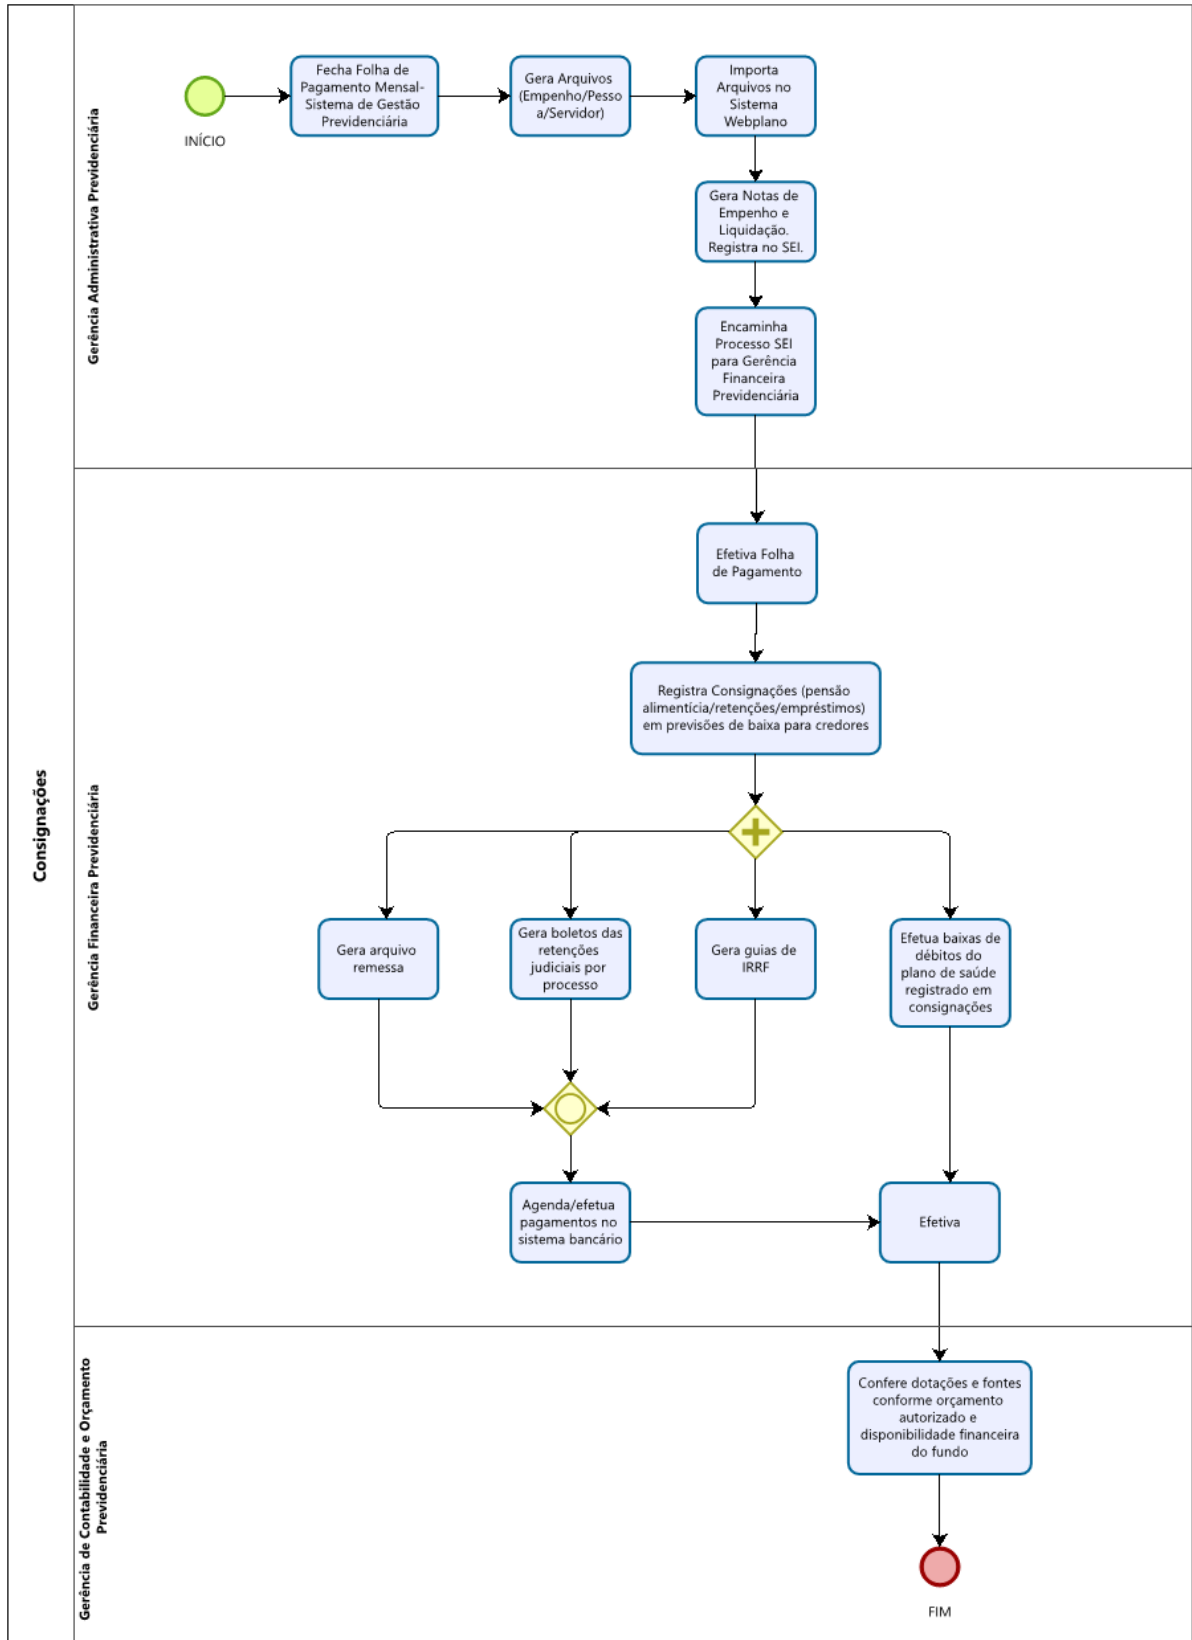 Consignações
Gerência Administrativa Previdenciária
INÍCIO
Fecha Folha de
Pagamento Mensal-
Sistema de Gestão
Previdenciária
Gera Arquivos
(Empenho/Pesso
a/Servidor)
Importa
Arquivos no
Sistema
Webplano
Gera Notas de
Empenho e
Liquidação.
Registra no SEI.
Encaminha
Processo SEI
para Gerência
Financeira
Previdenciária
Gerência Financeira Previdenciária
Efetiva Folha
de Pagamento
Registra Consignações (pensão
alimentícia/retenções/empréstimos)
em previsões de baixa para credores
Gera arquivo
remessa
Gera boletos das
retenções
judiciais por
processo
Gera guias de
IRRF
Efetua baixas de
débitos do
plano de saúde
registrado em
consignações
Agenda/efetua
pagamentos no
sistema bancário
Efetiva
Gerência de Contabilidade e Orçamento
Previdenciária
Confere dotações e fontes
conforme orçamento
autorizado e
disponibilidade financeira
do fundo
FIM